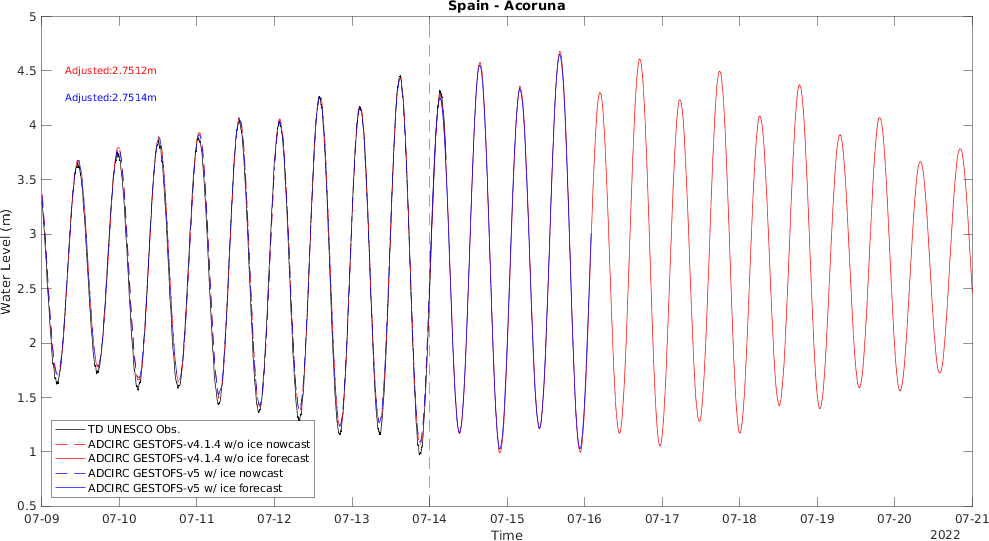 Spain - Acoruna
5
4.5
4
3.5
3
2.5
2
1.5
1
0.5
Water Level (m)
Adjusted:2.7512m
Adjusted:2.7514m
TD UNESCO Obs.
ADCIRC GESTOFS-v4.1.4 w/o ice nowcast
ADCIRC GESTOFS-v4.1.4 w/o ice forecast
ADCIRC GESTOFS-v5 w/ ice nowcast
ADCIRC GESTOFS-v5 w/ ice forecast
07-09 07-10 07-11 07-12 07-13 07-14 07-15 07-16 07-17 07-18 07-19 07-20 07-21
Time
2022